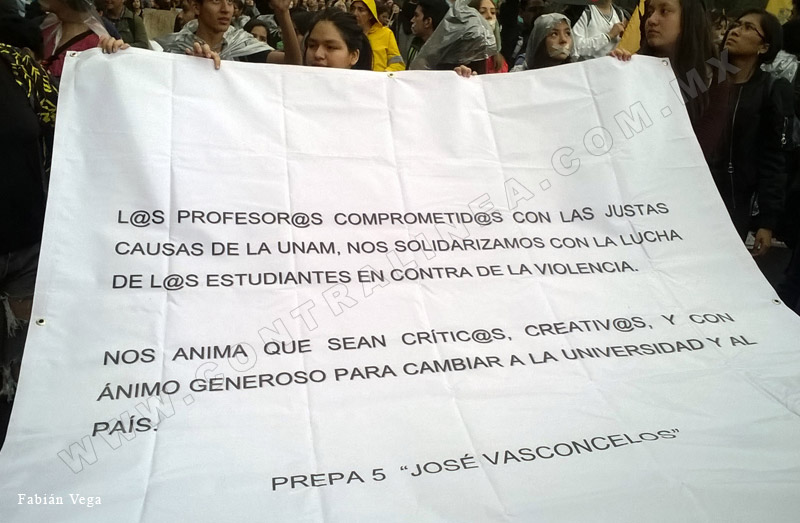 L@S PROFESOR@S COMPROMETID@S CON LAS JUSTAS
CAUSAS DE LA UNAM, NOS SOLIDARIZAMOS CON LA LUCHA
DE L@S ESTUDIANTES EN CONTRA DE LA VIOLENCIA.
NOS ANIMA QUE SEAN CRÍTIC@S, CREATIV@S, Y CON
ÁNIMO GENEROSO PARA CAMBIAR A LA UNIVERSIDAD Y AL
PAÍS.
PREPA 5 “JOSÉ VASCONCELOS”
WWW.CONTRALINEA.COM.MX
Fabián Vega